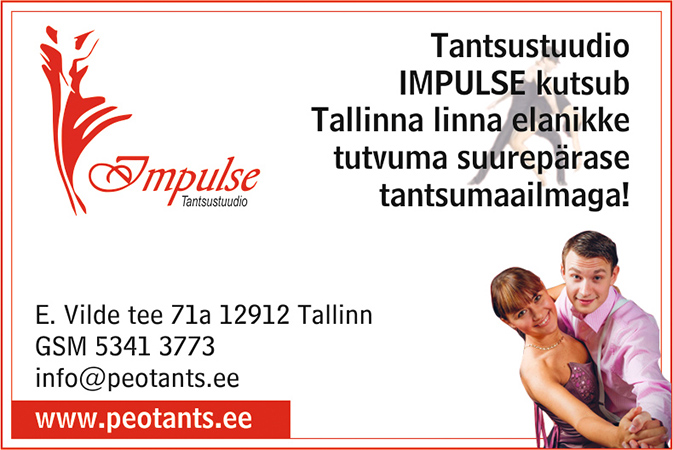 Tantsustuudio
IMPULSE kutsub
Tallinna linna elanikke
tutvuma suurepärase
tantsumaailmaga!
Impulse
Tantsustuudio
E. Vilde tee 71a 12912 Tallinn
GSM 5341 3773
info@peotants.ee
www.peotants.ee